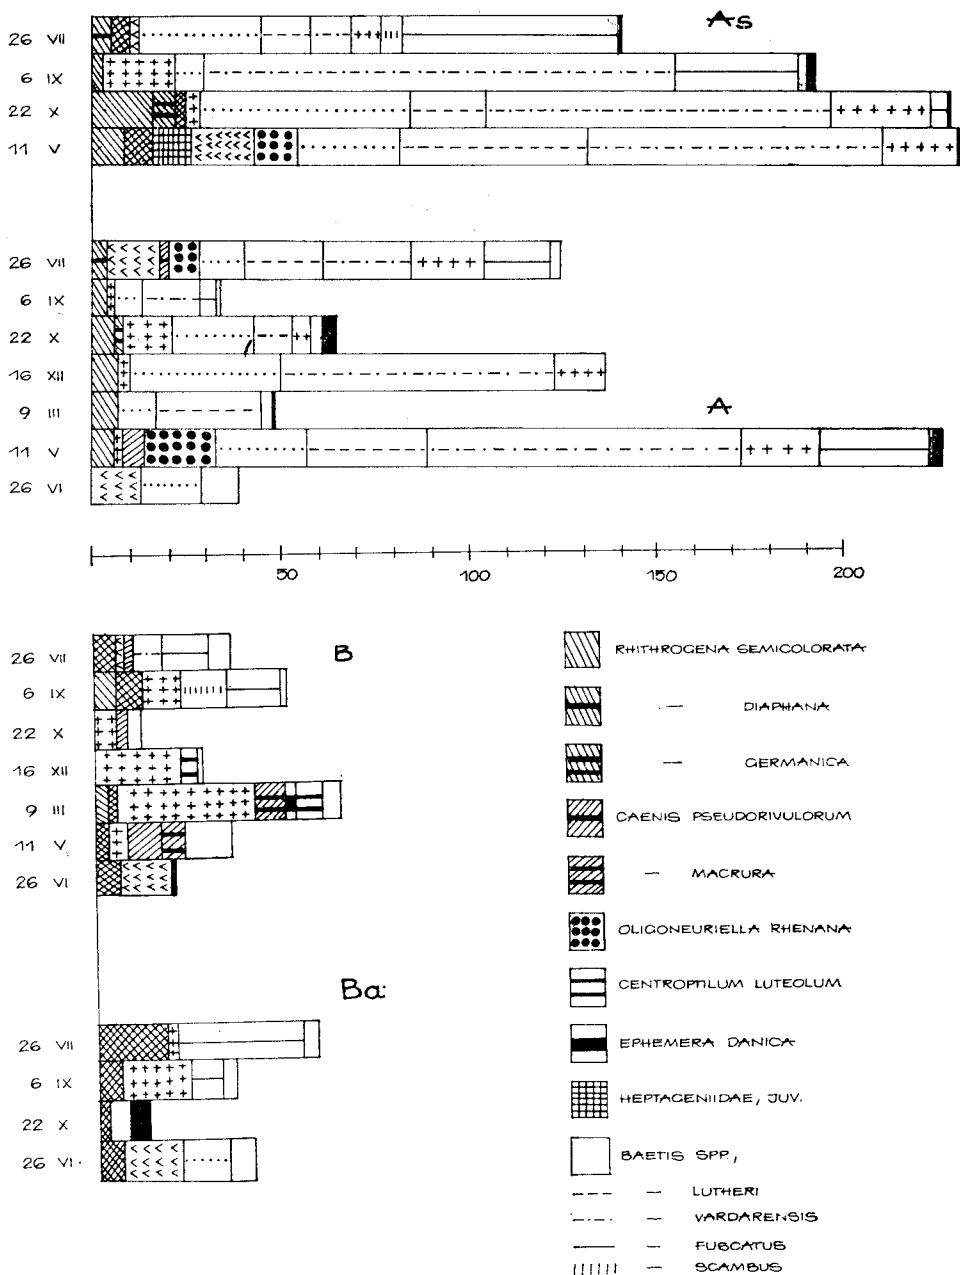 As
26 VII
6 IX
22 X
11 V
26 VII
6 IX
22 X
16 XII
9 III
A
11 V
26 VI
50 100 150 200
B
26 VII
6 IX
22 X
16 XII
9 III
11 V
26 VI
Ba
26 VII
6 IX
22 X
26 VI
RHITHROGENA SEMICOLORATA
— DIAPHANA
— GERMANICA
CAENIS PSEUDORIVULORUM
— MACRURA
OLIGONEURIELLA RHENANA
CENTROPTILUM LUTEOLUM
EPHEMERA DANICA
HEPTAGENIIDAE, JUV.
BAETIS SPP,
— LUTHERI
— VARDARENSIS
— FUSCATUS
— SCAMBUS